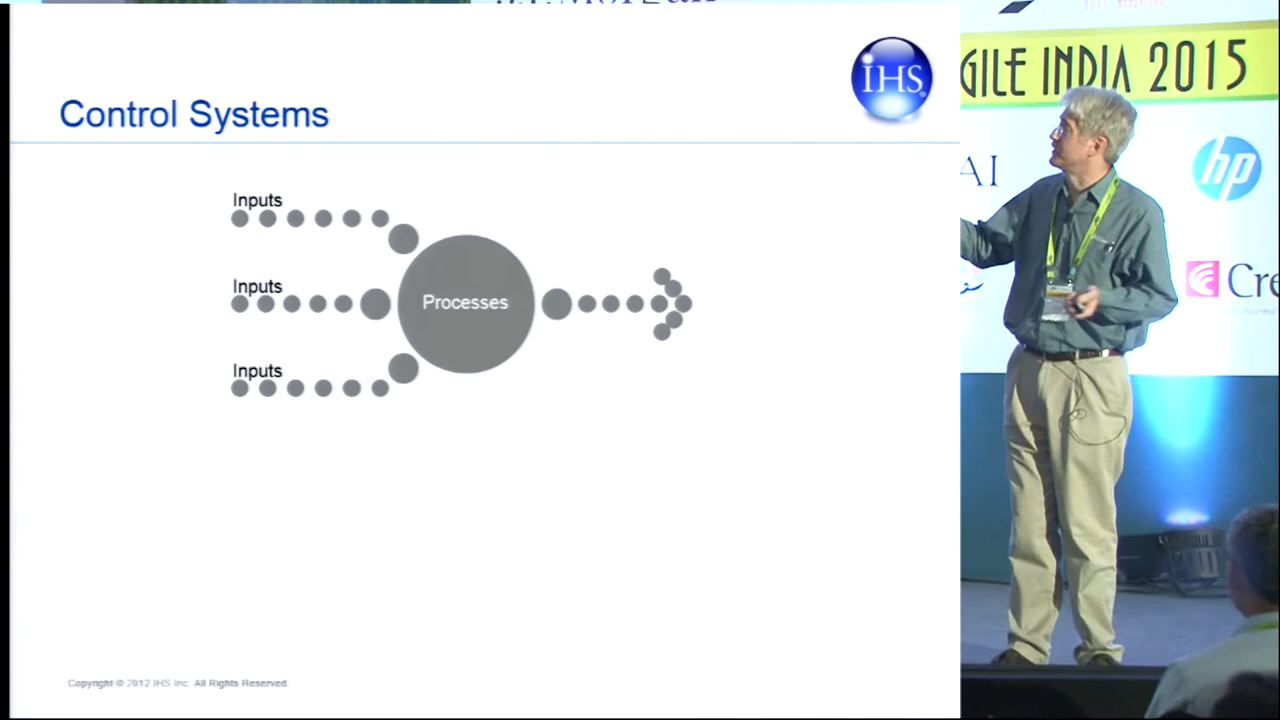 Control Systems
IHS
Inputs
Inputs
Inputs
Processes
Copyright © 2012 IHS Inc. All Rights Reserved.
GILE INDIA 2015
AI
hp
Cre